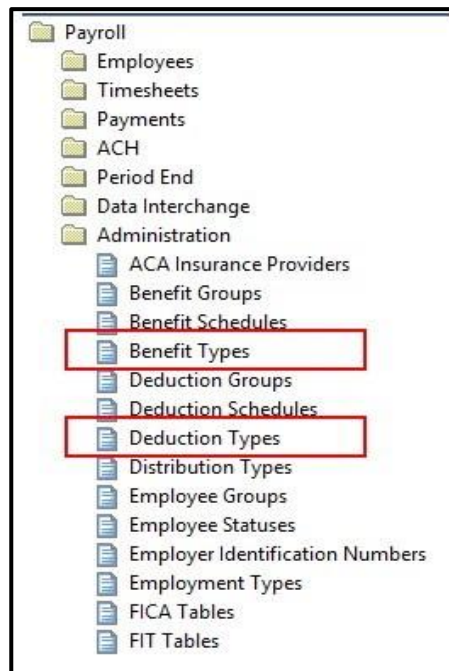 Payroll
Employees
Timesheets
Payments
ACH
Period End
Data Interchange
Administration
ACA Insurance Providers
Benefit Groups
Benefit Schedules
Benefit Types
Deduction Groups
Deduction Schedules
Deduction Types
Distribution Types
Employee Groups
Employee Statuses
Employer Identification Numbers
Employment Types
FICA Tables
FIT Tables